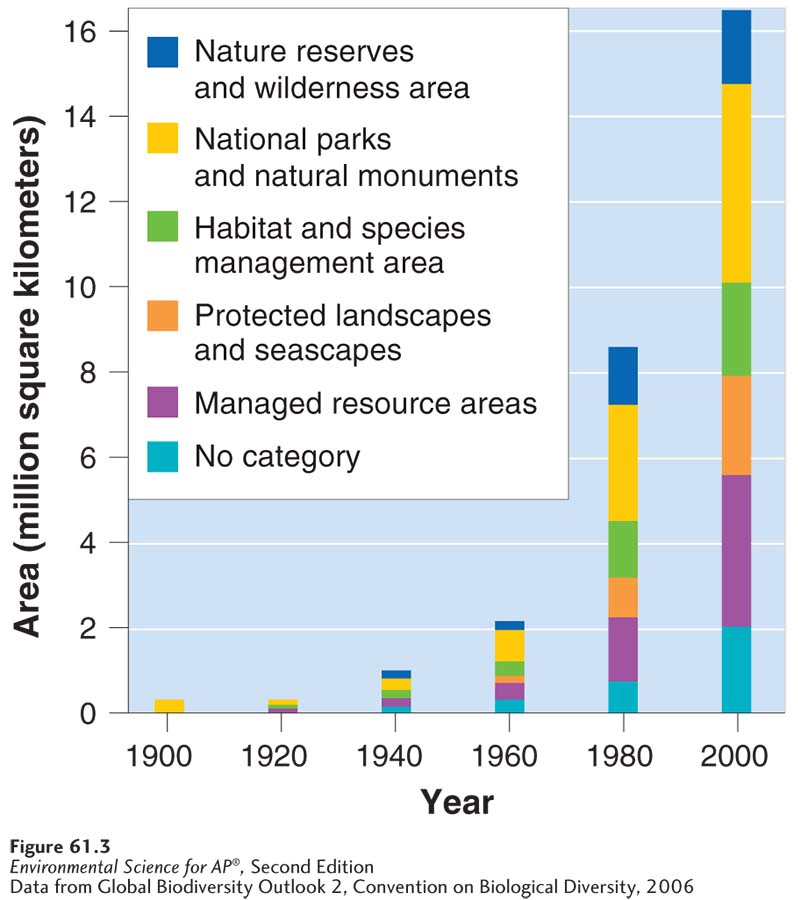 16
14
12
10
8
6
4
2
0
Area (million square kilometers)
Nature reserves
and wilderness area
National parks
and natural monuments
Habitat and species
management area
Protected landscapes
and seascapes
Managed resource areas
No category
1900 1920 1940 1960 1980 2000
Year
Figure 61.3
Environmental Science for AP®, Second Edition
Data from Global Biodiversity Outlook 2, Convention on Biological Diversity, 2006